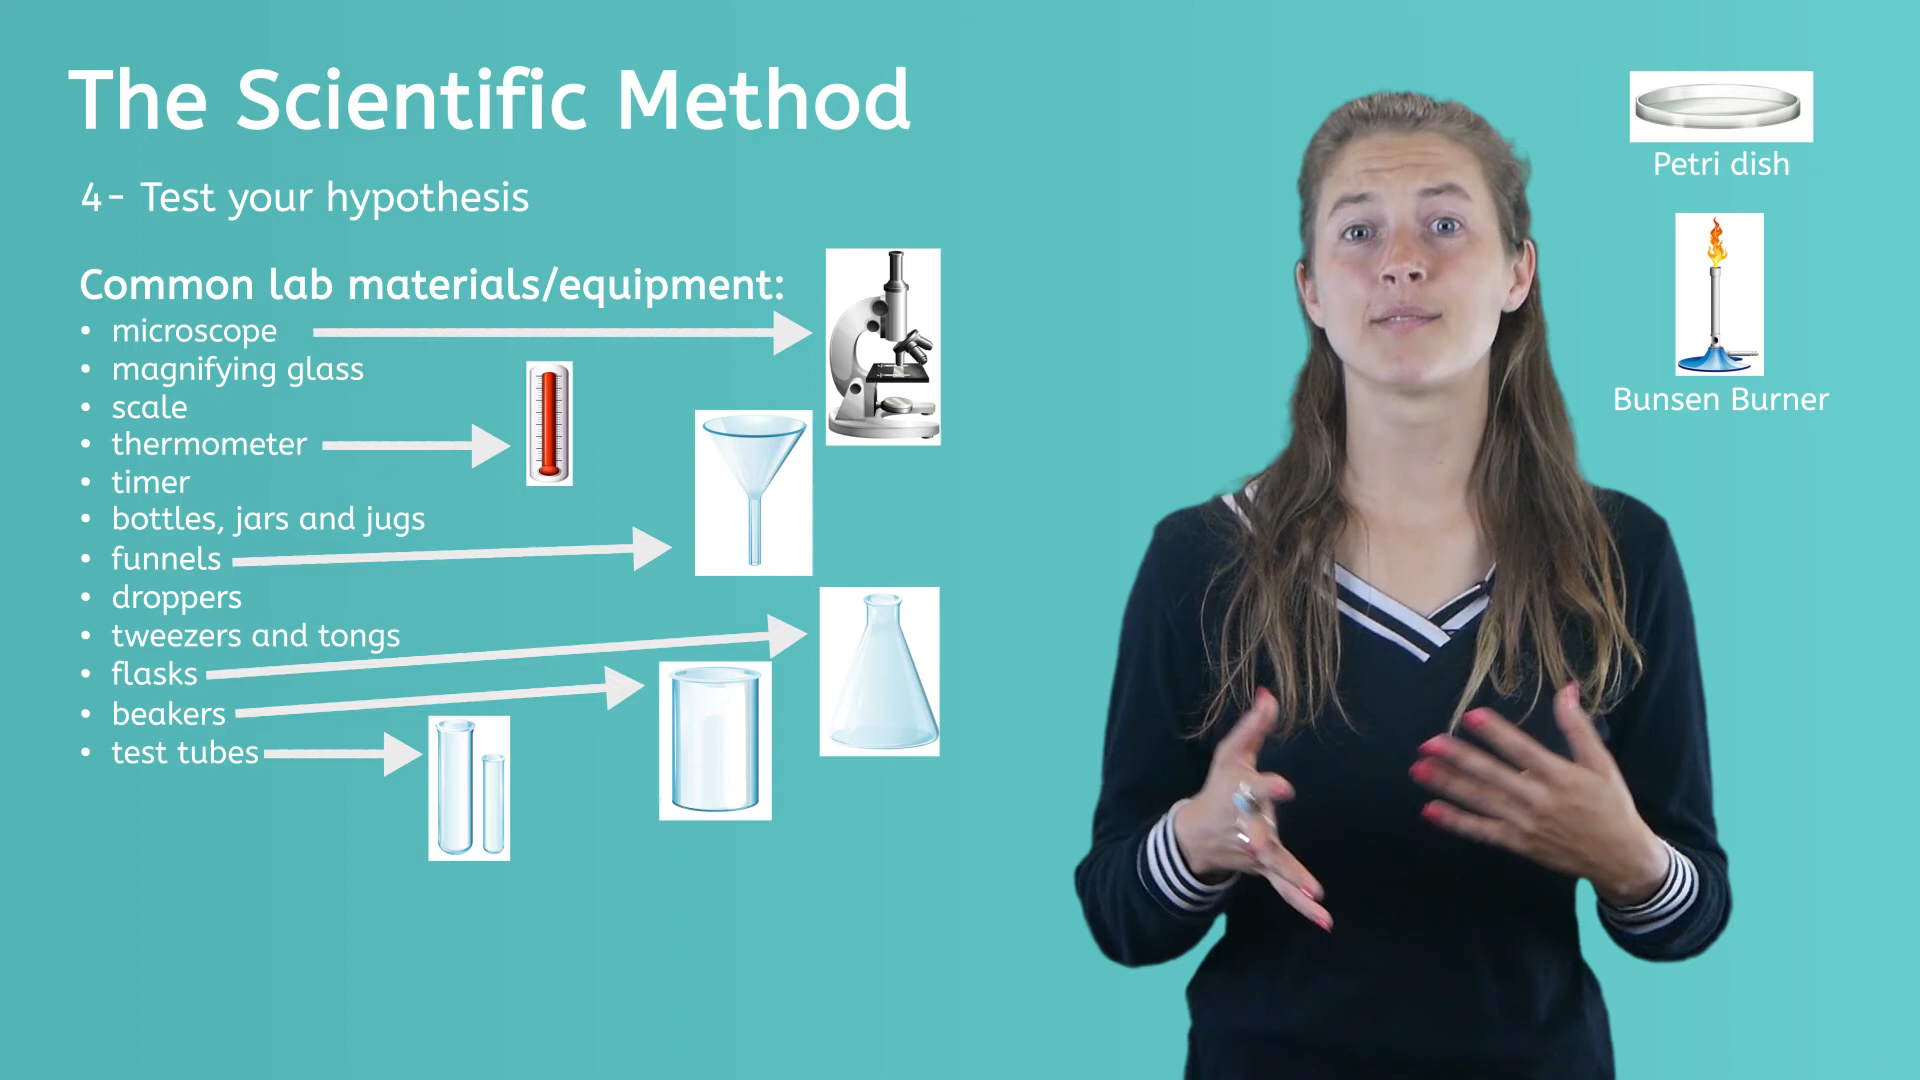 The Scientific Method
4- Test your hypothesis
Common lab materials/equipment:
• microscope
• magnifying glass
• scale
• thermometer
• timer
• bottles, jars and jugs
• funnels
• droppers
• tweezers and tongs
• flasks
• beakers
• test tubes
Petri dish
Bunsen Burner